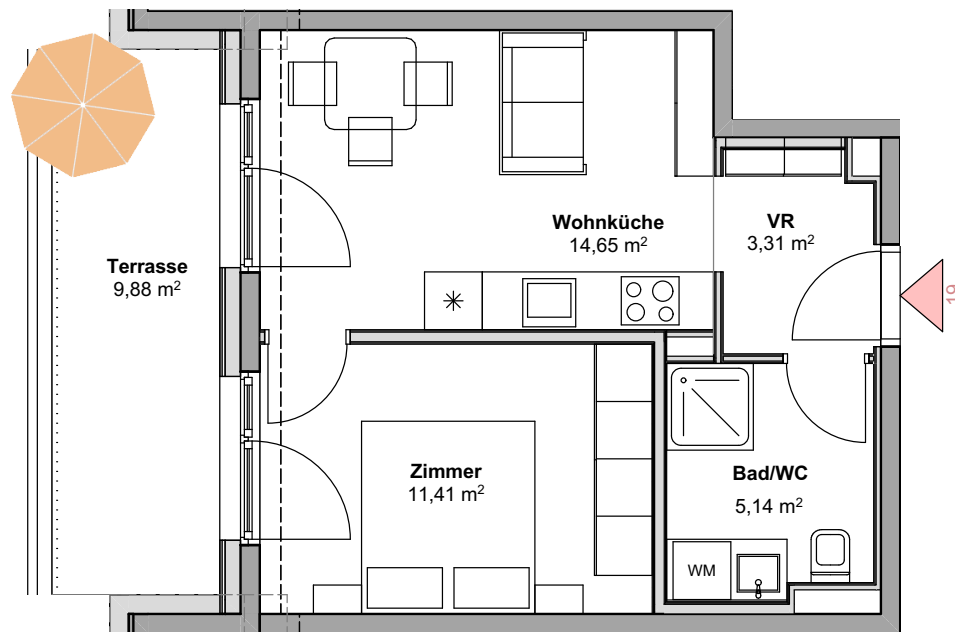 Wohnküche
14,65 m²
VR
3,31 m²
Terrasse
9,88 m²
19
Zimmer
11,41 m²
Bad/WC
5,14 m²
WM